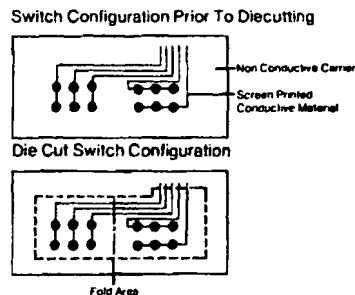 Switch Configuration Prior To Diecutting
Non Conductive Carrier
Screen Printed
Conductive Material
Die Cut Switch Configuration
Fold Area